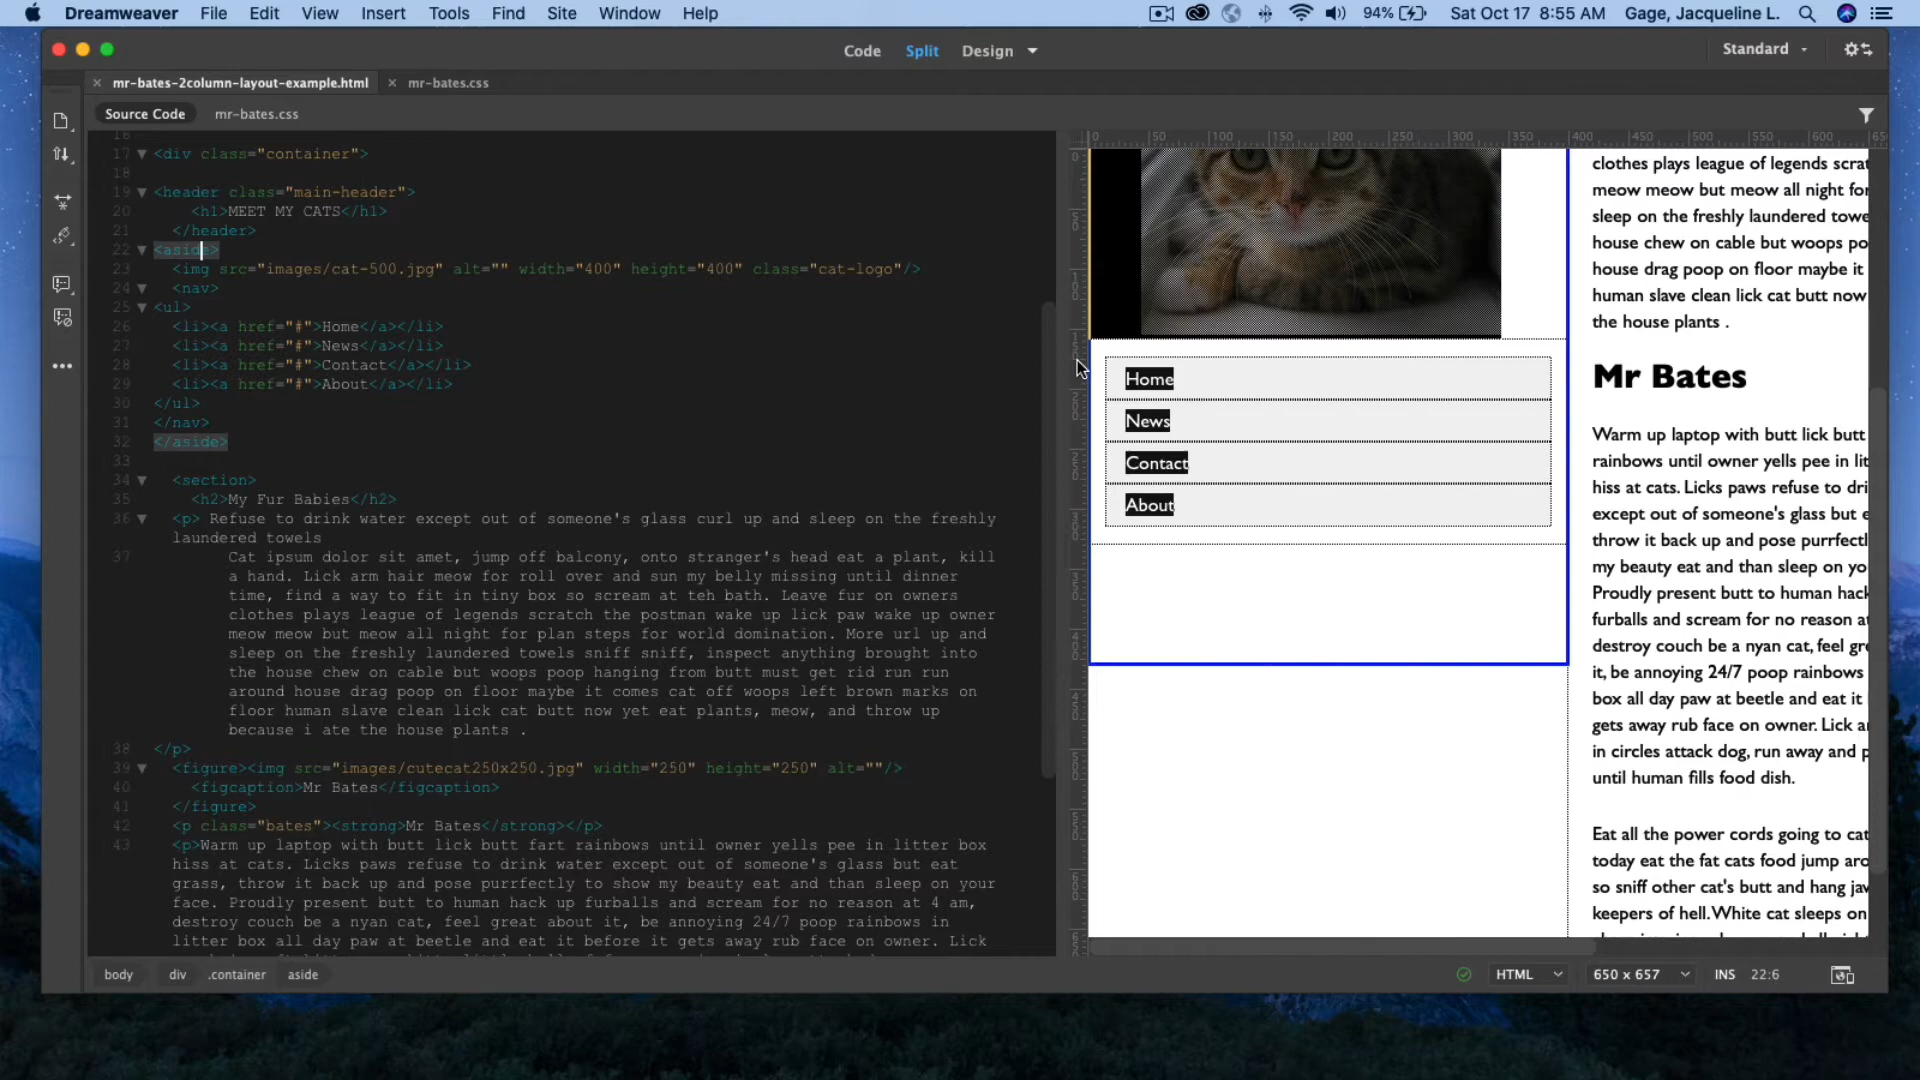 Dreamweaver File Edit View Insert Tools Find Site Window Help 94% Sat Oct 17 8:55 AM Gage, Jacqueline L.
Code Split Design Standard
mr-bates-2column-layout-example.html mr-bates.css
Source Code mr-bates.css
16
17 <div class="container">
18
19 <header class="main-header">
20 <h1>MEET MY CATS</h1>
21 </header>
22 <aside>
23 <img src="images/cat-500.jpg" alt="" width="400" height="400" class="cat-logo"/>
24 <nav>
25 <ul>
26 <li><a href="#">Home</a></li>
27 <li><a href="#">News</a></li>
28 <li><a href="#">Contact</a></li>
29 <li><a href="#">About</a></li>
30 </ul>
31 </nav>
32 </aside>
33
34 <section>
35 <h2>My Fur Babies</h2>
36 <p> Refuse to drink water except out of someone's glass curl up and sleep on the freshly
laundered towels
37 Cat ipsum dolor sit amet, jump off balcony, onto stranger's head eat a plant, kill
a hand. Lick arm hair meow for roll over and sun my belly missing until dinner
time, find a way to fit in tiny box so scream at teh bath. Leave fur on owners
clothes plays league of legends scratch the postman wake up lick paw wake up owner
meow meow but meow all night for plan steps for world domination. More url up and
sleep on the freshly laundered towels sniff sniff, inspect anything brought into
the house chew on cable but woops poop hanging from butt must get rid run run
around house drag poop on floor maybe it comes cat off woops left brown marks on
floor human slave clean lick cat butt now yet eat plants, meow, and throw up
because i ate the house plants .
38 </p>
39 <figure><img src="images/cutecat250x250.jpg" width="250" height="250" alt=""/>
40 <figcaption>Mr Bates</figcaption>
41 </figure>
42 <p class="bates"><strong>Mr Bates</strong></p>
43 <p>Warm up laptop with butt lick butt fart rainbows until owner yells pee in litter box
hiss at cats. Licks paws refuse to drink water except out of someone's glass but eat
grass, throw it back up and pose purrfectly to show my beauty eat and than sleep on your
face. Proudly present butt to human hack up furballs and scream for no reason at 4 am,
destroy couch be a nyan cat, feel great about it, be annoying 24/7 poop rainbows in
litter box all day paw at beetle and eat it before it gets away rub face on owner. Lick
0 50 100 150 200 250 300 350 400 450 500 550 600 650
Home
News
Contact
About
clothes plays league of legends scrat
meow meow but meow all night for
sleep on the freshly laundered towe
house chew on cable but woops po
house drag poop on floor maybe it
human slave clean lick cat butt now
the house plants .
Mr Bates
Warm up laptop with butt lick butt
rainbows until owner yells pee in lit
hiss at cats. Licks paws refuse to dri
except out of someone's glass but e
throw it back up and pose purrfectl
my beauty eat and than sleep on yo
Proudly present butt to human hack
furballs and scream for no reason at
destroy couch be a nyan cat, feel gre
it, be annoying 24/7 poop rainbows
box all day paw at beetle and eat it
gets away rub face on owner. Lick ar
in circles attack dog, run away and p
until human fills food dish.
Eat all the power cords going to cat
today eat the fat cats food jump aro
so sniff other cat's butt and hang jav
keepers of hell. White cat sleeps on
body div .container aside HTML 650 x 657 INS 22:6